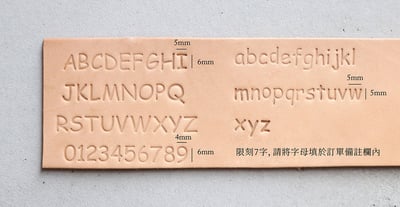 5mm
ABCDEFGHI 6mm
JKLMNOPQ
RSTUVWXYZ
4mm
0123456789 6mm
abcdefghijkl
5mm
mnopqrstuvw 5mm
xyz
限刻7字,請將字母填於訂單備註欄內